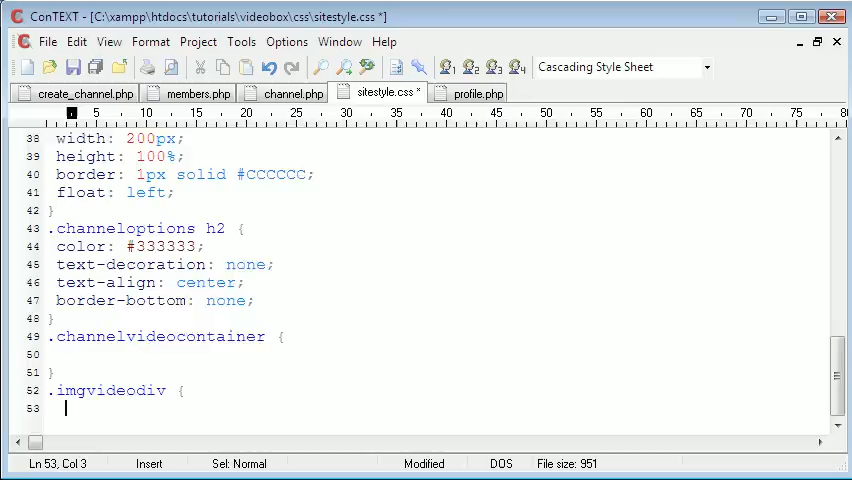 ConTEXT - [C:\xampp\htdocs\tutorials\videobox\css\sitestyle.css *]
File Edit View Format Project Tools Options Window Help
1 2 3 4 Cascading Style Sheet
create_channel.php members.php channel.php sitestyle.css * profile.php
5 10 15 20 25 30 35 40 45 50 55 60 65 70 75 80
38 width: 200px;
39 height: 100%;
40 border: 1px solid #CCCCCC;
41 float: left;
42 }
43 .channeloptions h2 {
44 color: #333333;
45 text-decoration: none;
46 text-align: center;
47 border-bottom: none;
48 }
49 .channelvideocontainer {
50
51 }
52 .imgvideodiv {
53
Ln 53, Col 3 Insert Sel: Normal Modified DOS File size: 951